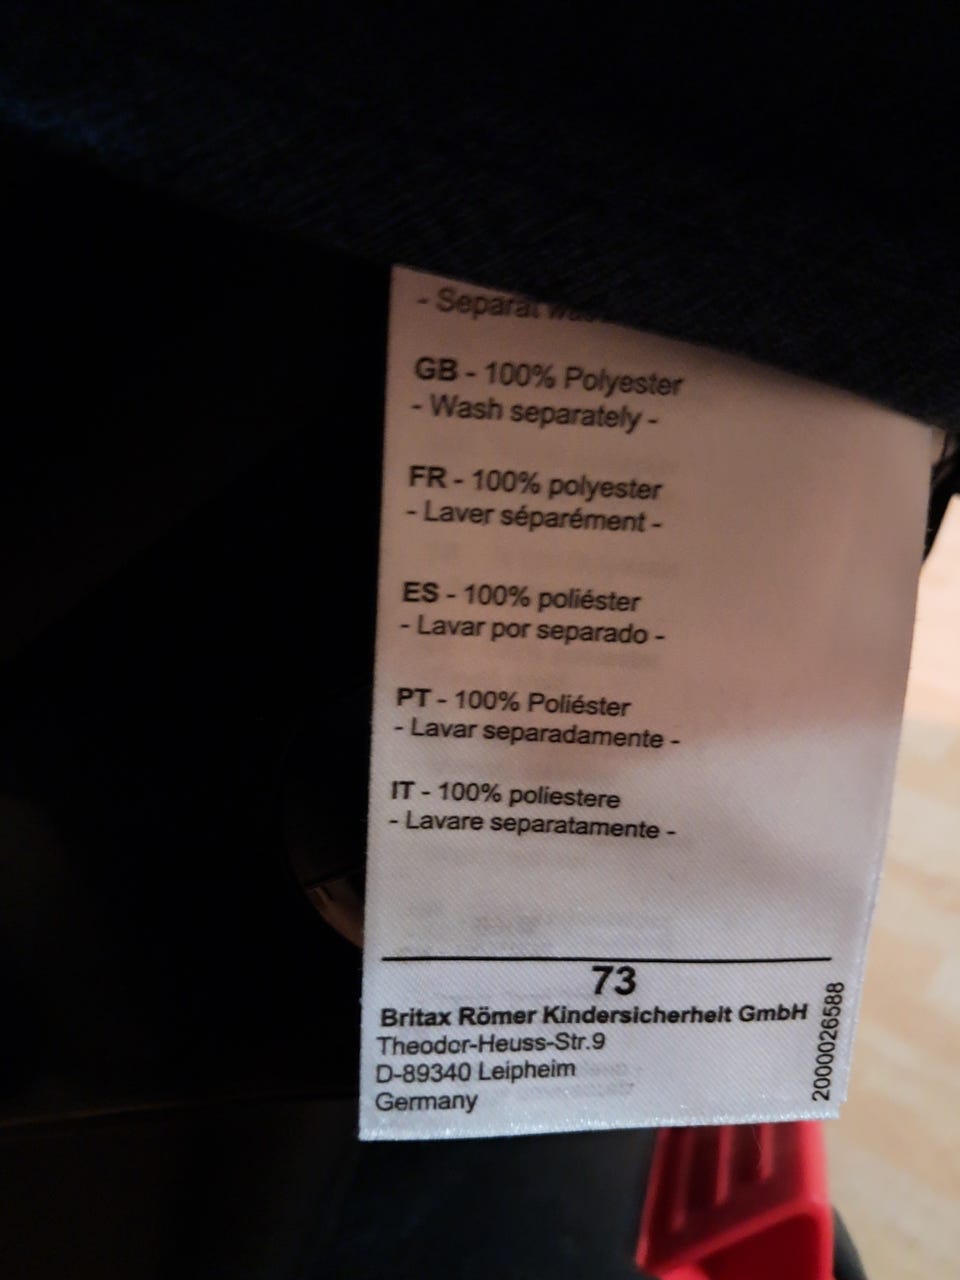 - Separat
GB - 100% Polyester
- Wash separately -
FR - 100% polyester
- Laver séparément -
ES - 100% poliéster
- Lavar por separado -
PT - 100% Poliéster
- Lavar separadamente -
IT - 100% poliestere
- Lavare separatamente -
73
Britax Römer Kindersicherheit GmbH
Theodor-Heuss-Str.9
D-89340 Leipheim
Germany
2000026588